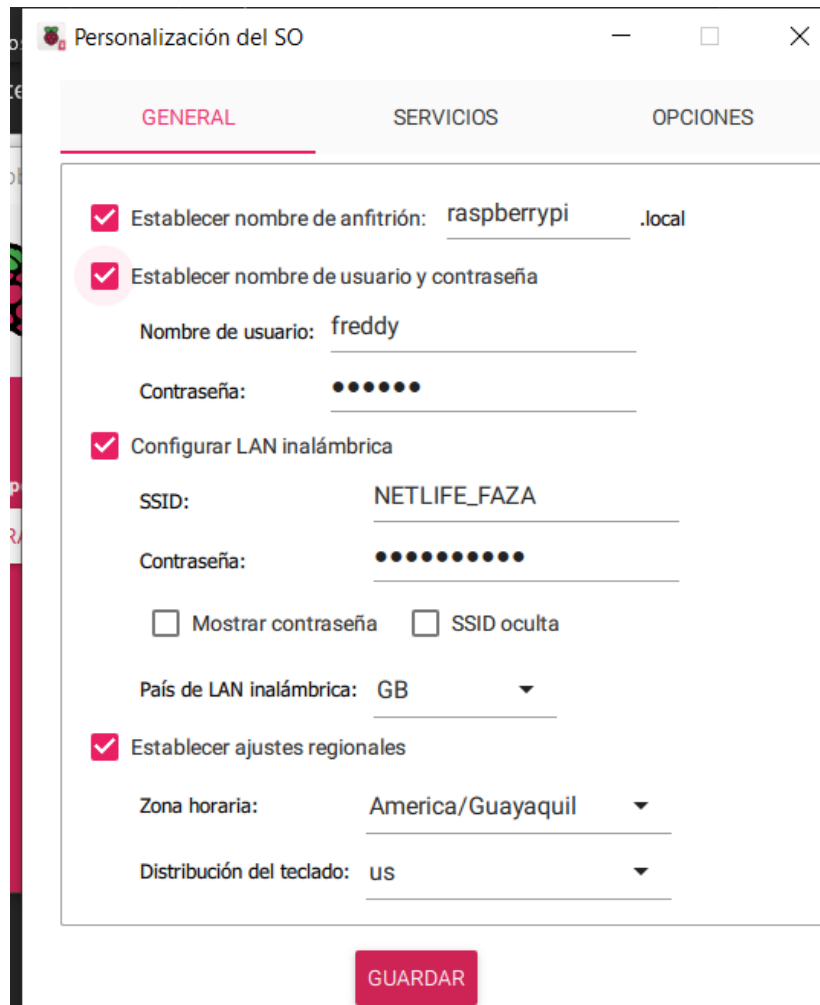 Personalización del SO
GENERAL SERVICIOS OPCIONES
Establecer nombre de anfitrión: raspberrypi .local
Establecer nombre de usuario y contraseña
Nombre de usuario: freddy
Contraseña: ••••••
Configurar LAN inalámbrica
SSID: NETLIFE_FAZA
Contraseña: ••••••••••
Mostrar contraseña SSID oculta
País de LAN inalámbrica: GB
Establecer ajustes regionales
Zona horaria: America/Guayaquil
Distribución del teclado: us
GUARDAR